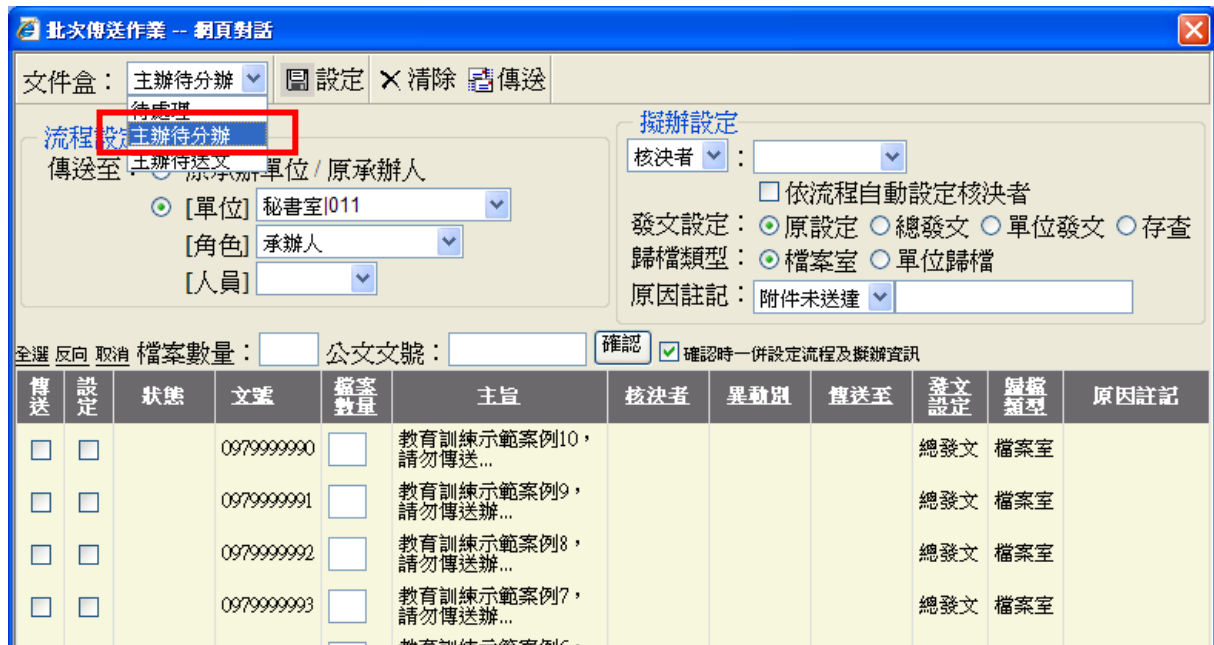 批次傳送作業 -- 網頁對話
文件盒： 主辦待分辦 設定 清除 傳送
待處理
主辦待分辦
主辦待送文
流程設定
傳送至： 原承辦單位 / 原承辦人
[單位] 秘書室|011
[角色] 承辦人
[人員]
擬辦設定
核決者 ：
依流程自動設定核決者
發文設定： 原設定 總發文 單位發文 存查
歸檔類型： 檔案室 單位歸檔
原因註記： 附件未送達
全選 反向 取消 檔案數量： 公文文號： 確認 確認時一併設定流程及擬辦資訊
傳送 設定 狀態 文號 檔案數量 主旨 核決者 異動別 傳送至 發文設定 歸檔類型 原因註記
0979999990 教育訓練示範案例10， 總發文 檔案室
請勿傳送...
0979999991 教育訓練示範案例9， 總發文 檔案室
請勿傳送辦...
0979999992 教育訓練示範案例8， 總發文 檔案室
請勿傳送辦...
0979999993 教育訓練示範案例7， 總發文 檔案室
請勿傳送辦...